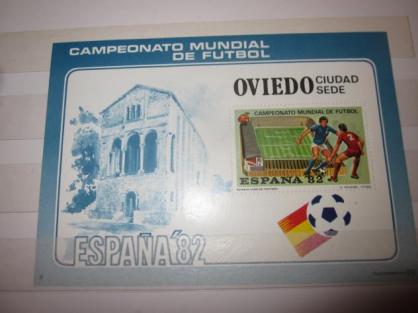 CAMPEONATO MUNDIAL
DE FUTBOL
OVIEDO CIUDAD
SEDE
CAMPEONATO MUNDIAL DE FUTBOL
ESPAÑA 82
ESPAÑA '82